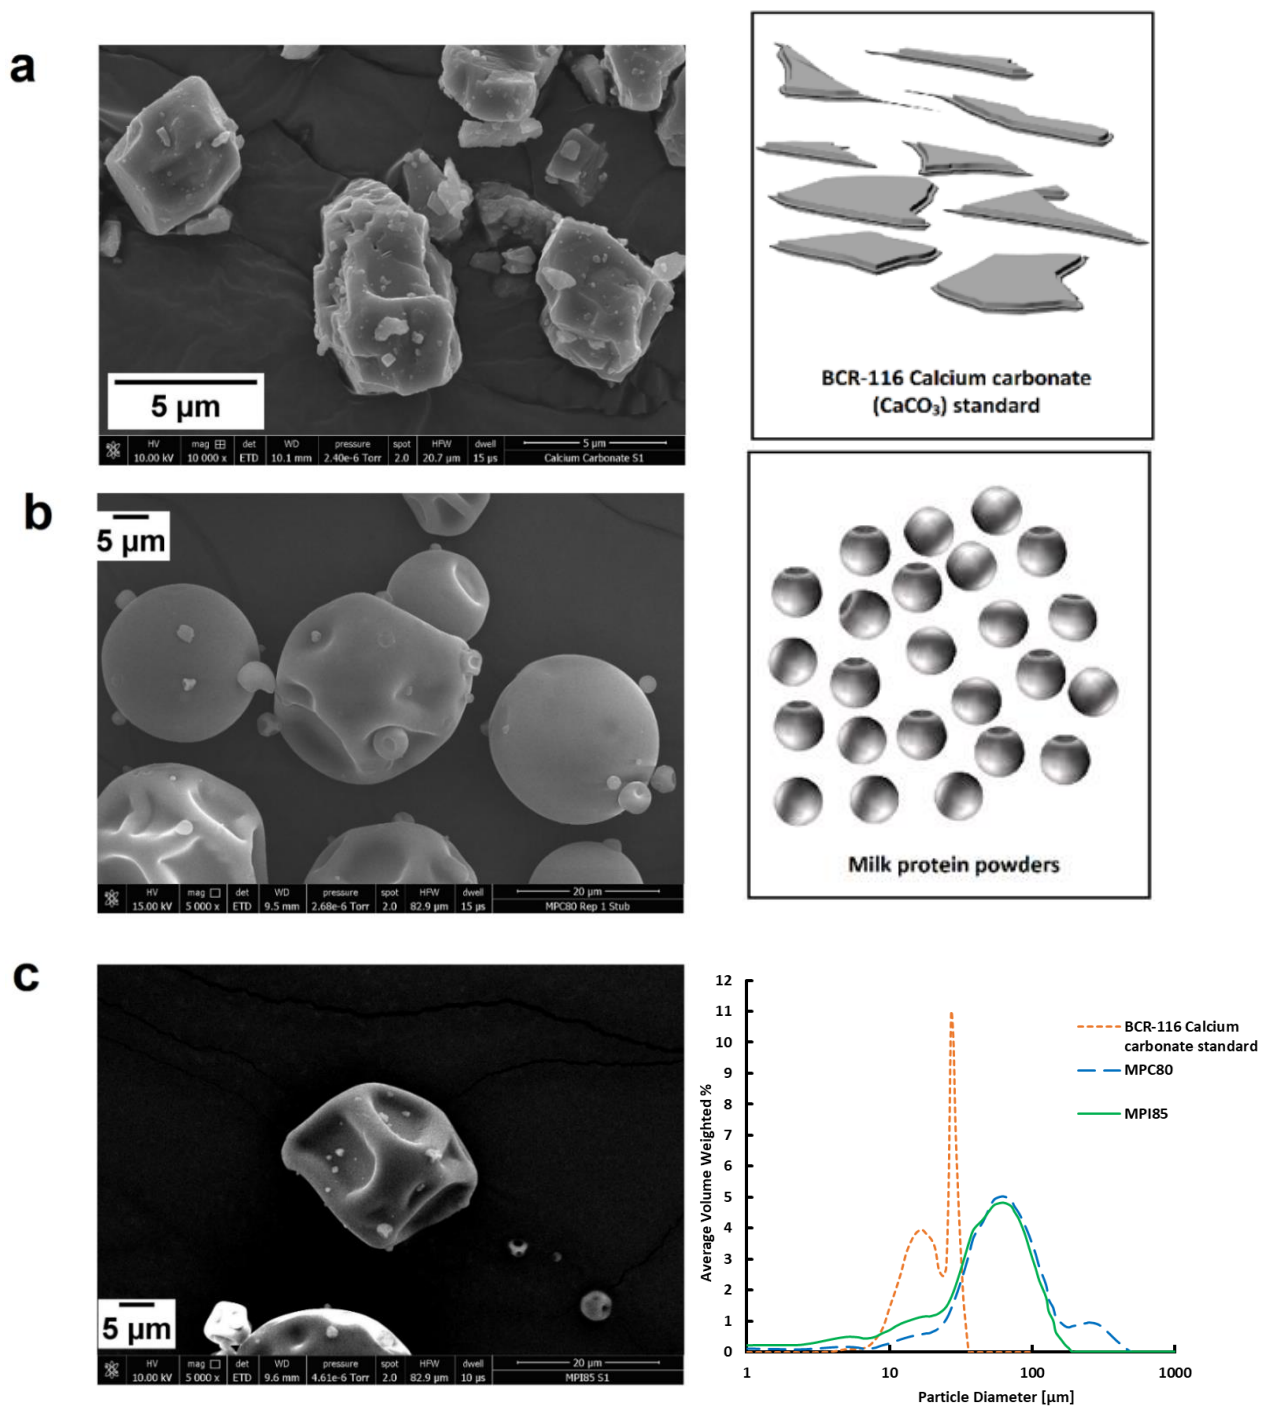 a
5 µm
HV mag det WD pressure spot HFW dwell
10.00 kV 10 000 x ETD 10.1 mm 2.40e-6 Torr 2.0 20.7 µm 15 µs
5 µm
Calcium Carbonate S1
BCR-116 Calcium carbonate
(CaCO₃) standard
b
5 µm
HV mag det WD pressure spot HFW dwell
15.00 kV 5 000 x ETD 9.5 mm 2.68e-6 Torr 2.0 82.9 µm 15 µs
20 µm
MPC80 Rep 1 Stub
Milk protein powders
c
5 µm
HV mag det WD pressure spot HFW dwell
10.00 kV 5 000 x ETD 9.6 mm 4.61e-6 Torr 2.0 82.9 µm 10 µs
20 µm
MPI85 S1
Average Volume Weighted %
12
11
10
9
8
7
6
5
4
3
2
1
0
1 10 100 1000
Particle Diameter [µm]
BCR-116 Calcium
carbonate standard
MPC80
MPI85